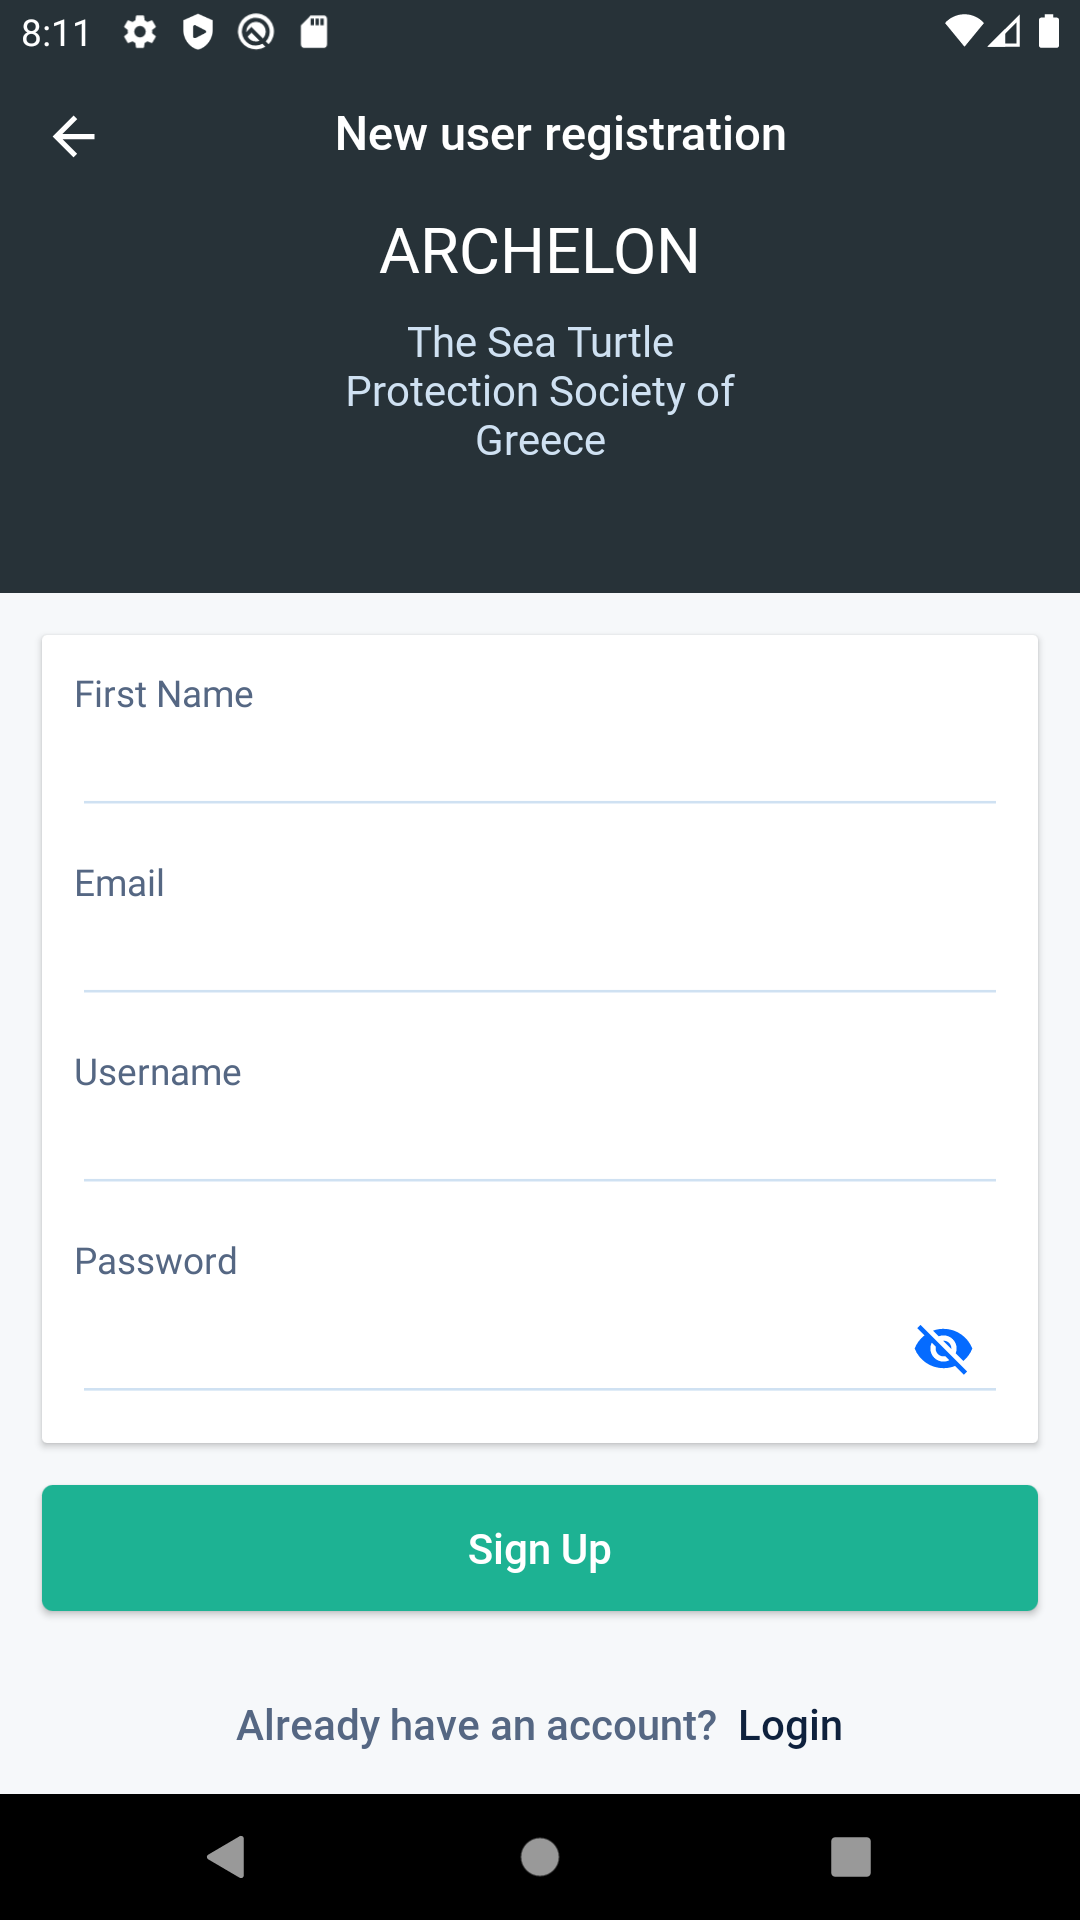 8:11
New user registration
ARCHELON
The Sea Turtle
Protection Society of
Greece
First Name
Email
Username
Password
Sign Up
Already have an account? Login